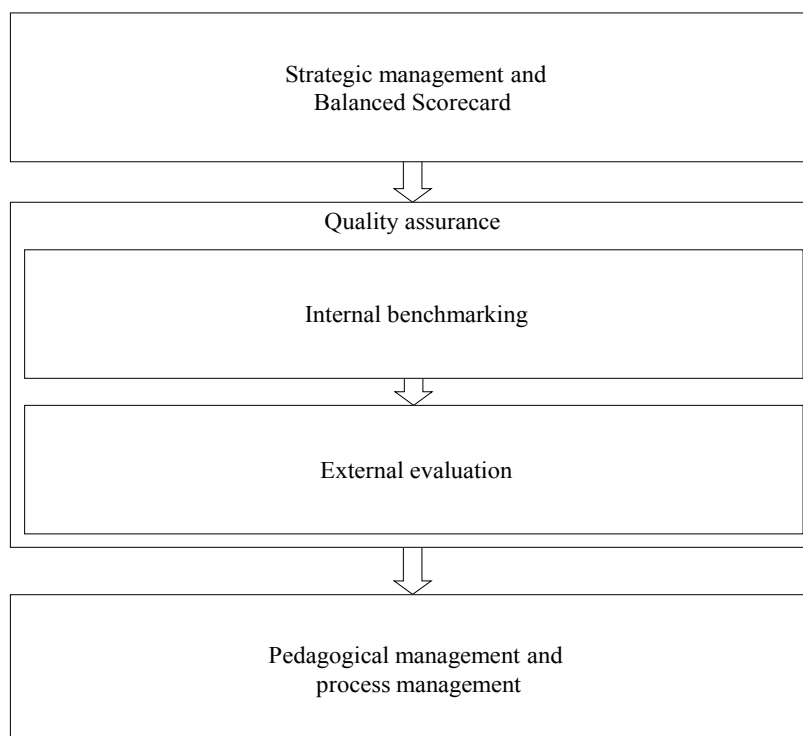 Strategic management and
Balanced Scorecard
Quality assurance
Internal benchmarking
External evaluation
Pedagogical management and
process management